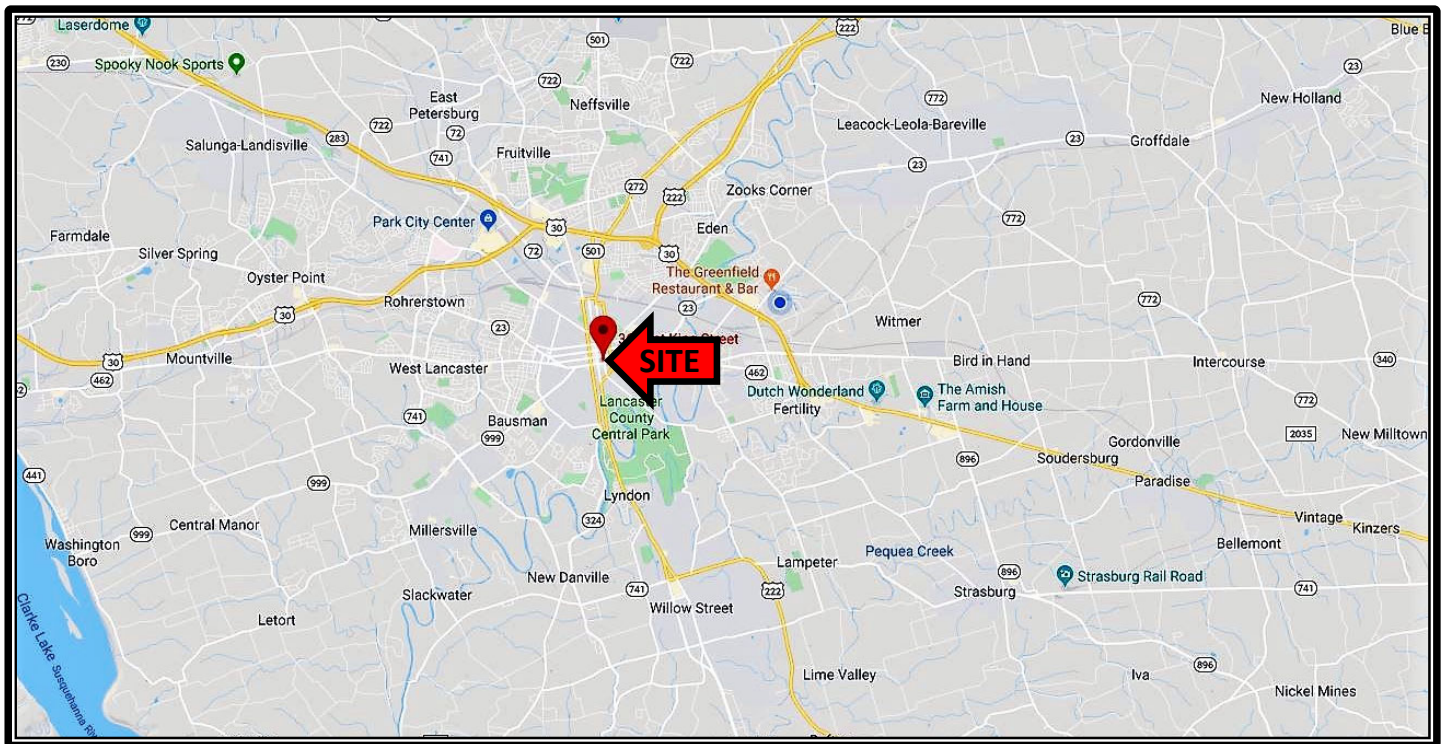 Laserdome
222
Blue
501
230
Spooky Nook Sports
722
722
23
East
Petersburg
Neffsville
772
New Holland
722
72
Leacock-Leola-Bareville
283
Salunga-Landisville
741
Fruitville
23
Groffdale
23
272
222
Zooks Corner
Park City Center
30
Eden
772
Farmdale
72
501
30
Silver Spring
Oyster Point
The Greenfield
Restaurant & Bar
Rohrerstown
772
30
23
23
Witmer
Street
SITE
30
Mountville
462
West Lancaster
462
Bird in Hand
Intercourse
340
Dutch Wonderland
Fertility
The Amish
Farm and House
772
Lancaster
County
Central Park
741
Bausman
999
2035
New Milltown
Gordonville
896
Soudersburg
441
999
Paradise
Lyndon
324
Central Manor
999
Millersville
Vintage
Kinzers
Washington
Boro
Bellemont
Pequea Creek
Lampeter
New Danville
896
Strasburg Rail Road
Slackwater
741
222
Strasburg
741
Willow Street
Letort
Clarke Lake
Susquehanna
896
Lime Valley
Iva
Nickel Mines